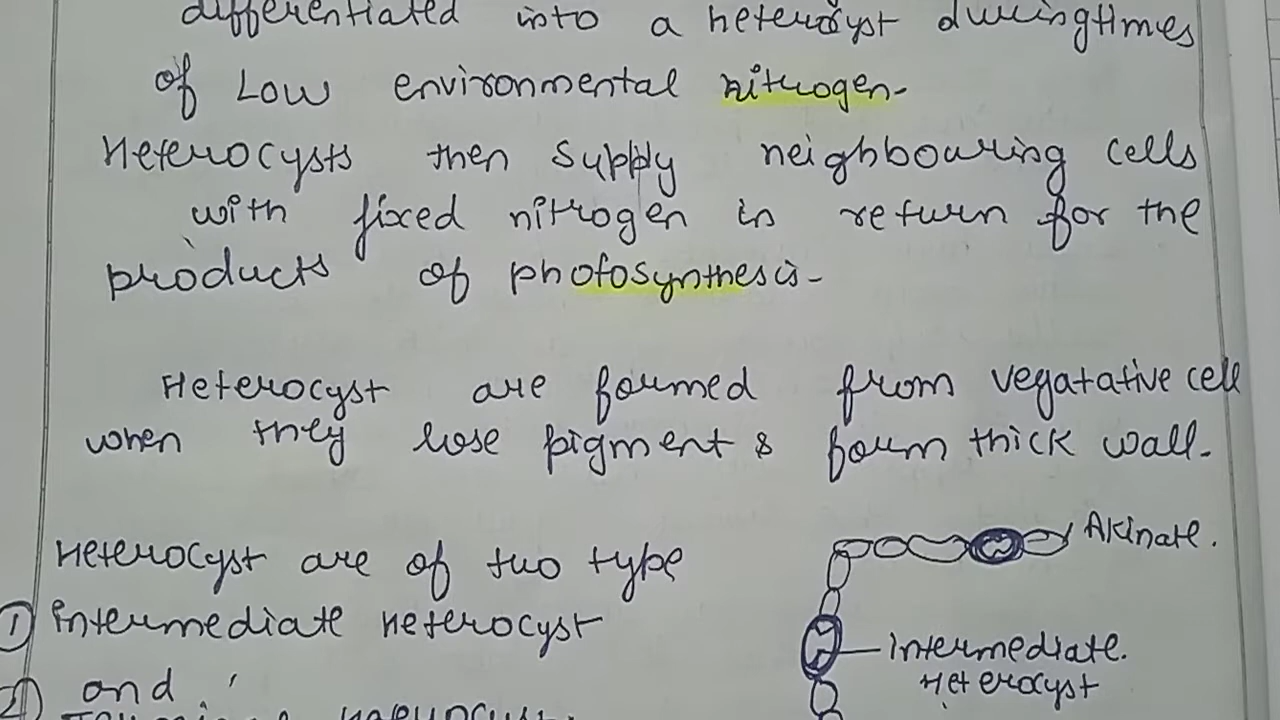 differentiated into a heterocyst during times
of Low environmental nitrogen.
Heterocysts then supply neighbouring cells
with fixed nitrogen in return for the
products of photosynthesis.
Heterocyst are formed from vegatative cell
when they lose pigment & form thick wall.
Akinate.
Heterocyst are of two type
① intermediate Heterocyst
intermediate.
Heterocyst
② and